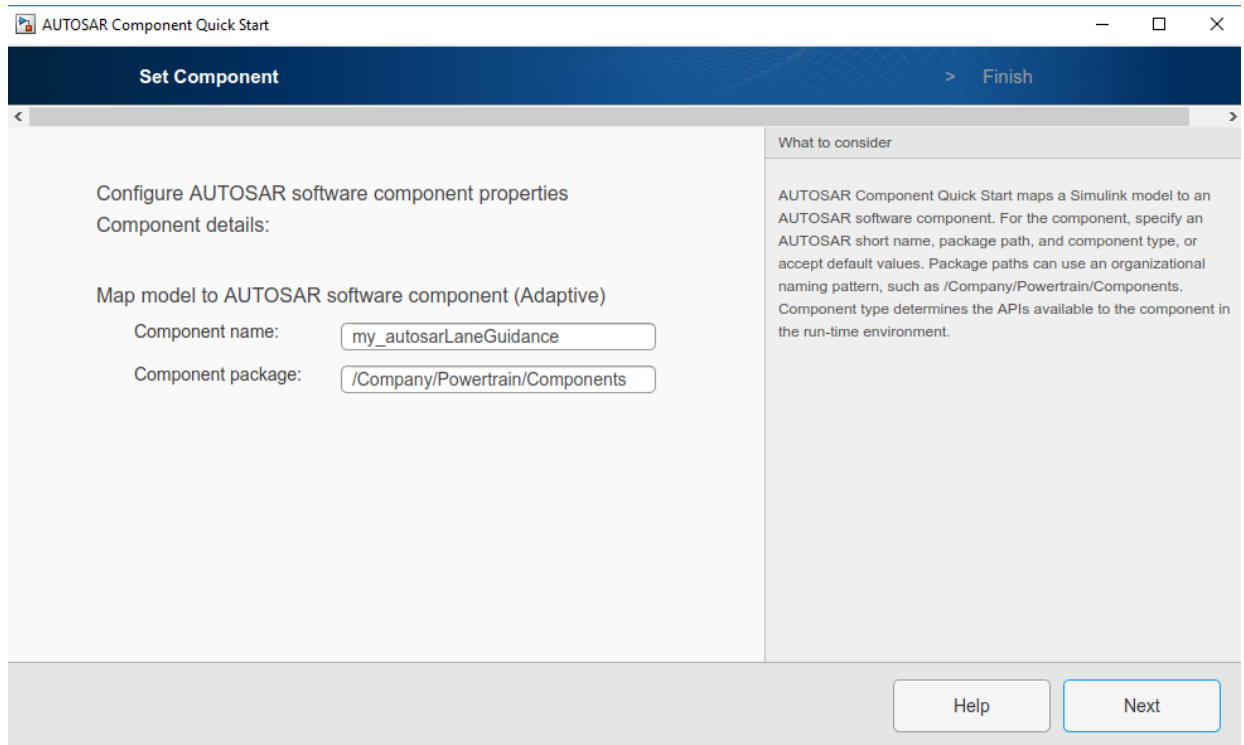 AUTOSAR Component Quick Start
Set Component
> Finish
What to consider
Configure AUTOSAR software component properties
Component details:
Map model to AUTOSAR software component (Adaptive)
Component name: my_autosarLaneGuidance
Component package: /Company/Powertrain/Components
AUTOSAR Component Quick Start maps a Simulink model to an
AUTOSAR software component. For the component, specify an
AUTOSAR short name, package path, and component type, or
accept default values. Package paths can use an organizational
naming pattern, such as /Company/Powertrain/Components.
Component type determines the APIs available to the component in
the run-time environment.
Help
Next